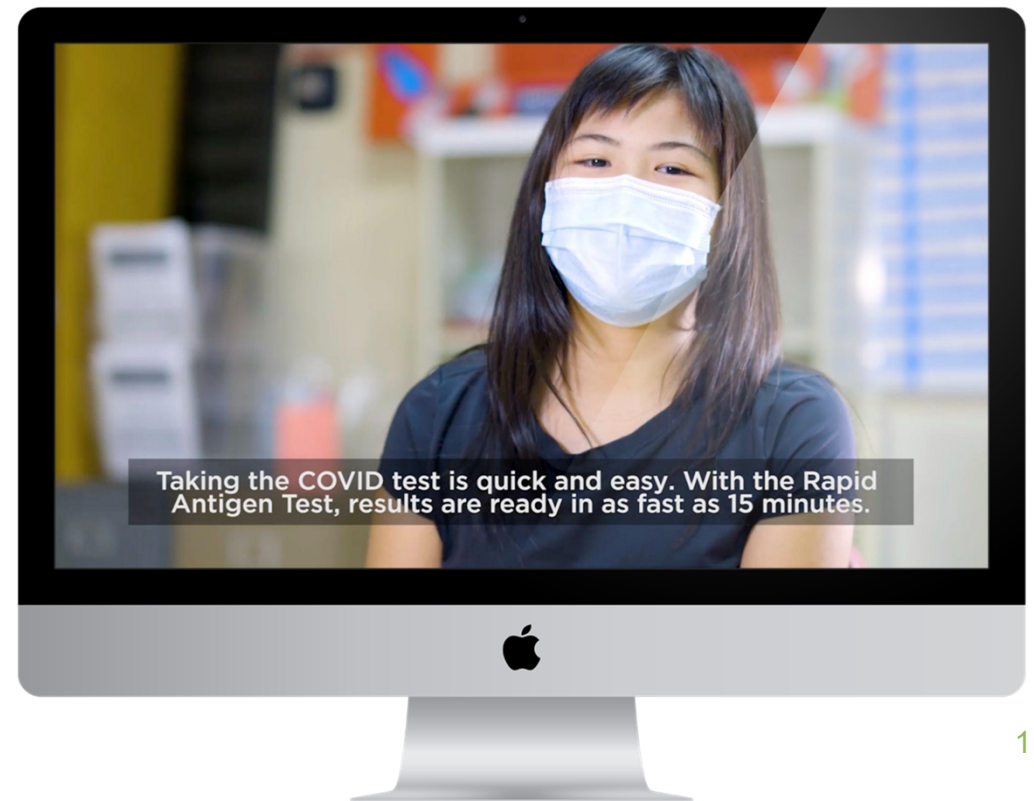 Taking the COVID test is quick and easy. With the Rapid
Antigen Test, results are ready in as fast as 15 minutes.
1